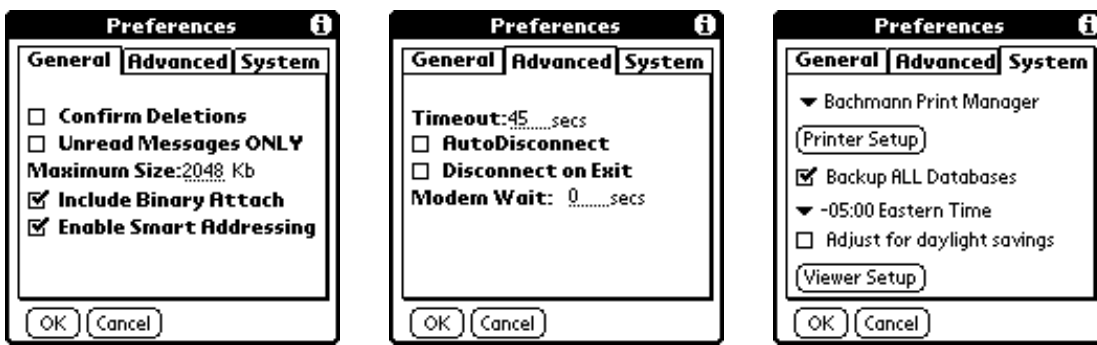 Preferences
General Advanced System
Confirm Deletions
Unread Messages ONLY
Maximum Size: 2048 Kb
Include Binary Attach
Enable Smart Addressing
OK Cancel
Preferences
General Advanced System
Timeout: 45 secs
AutoDisconnect
Disconnect on Exit
Modem Wait: 0 secs
OK Cancel
Preferences
General Advanced System
Bachmann Print Manager
Printer Setup
Backup ALL Databases
-05:00 Eastern Time
Adjust for daylight savings
Viewer Setup
OK Cancel